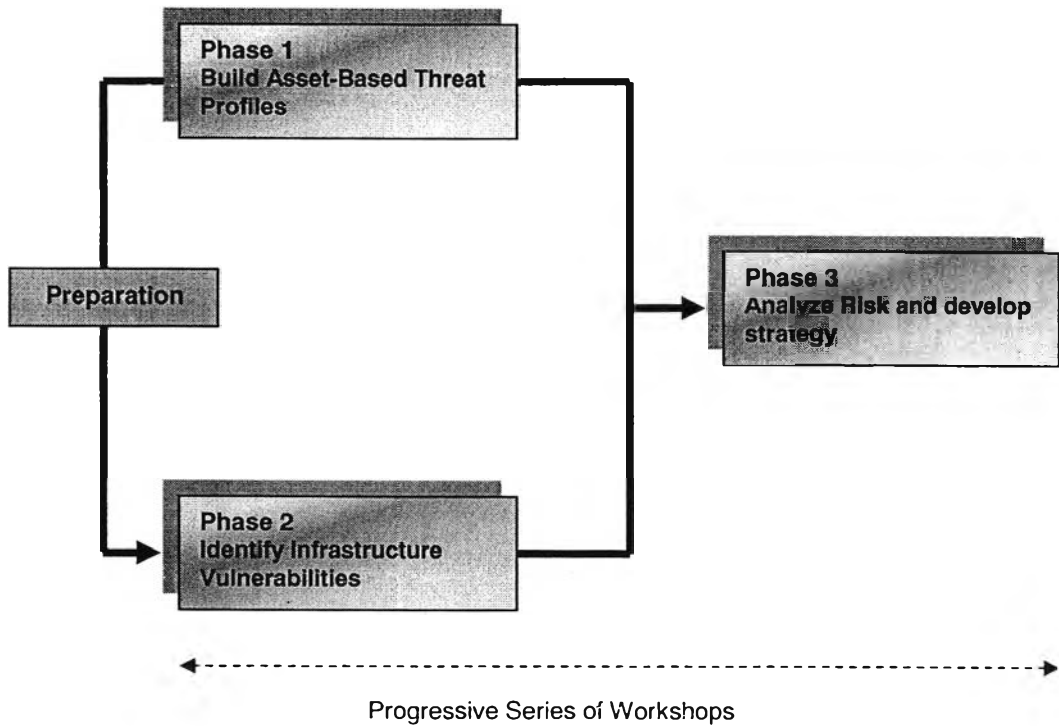 Phase 1
Build Asset-Based Threat
Profiles
Preparation
Phase 3
Analyze Risk and develop
strategy
Phase 2
Identify Infrastructure
Vulnerabilities
Progressive Series of Workshops